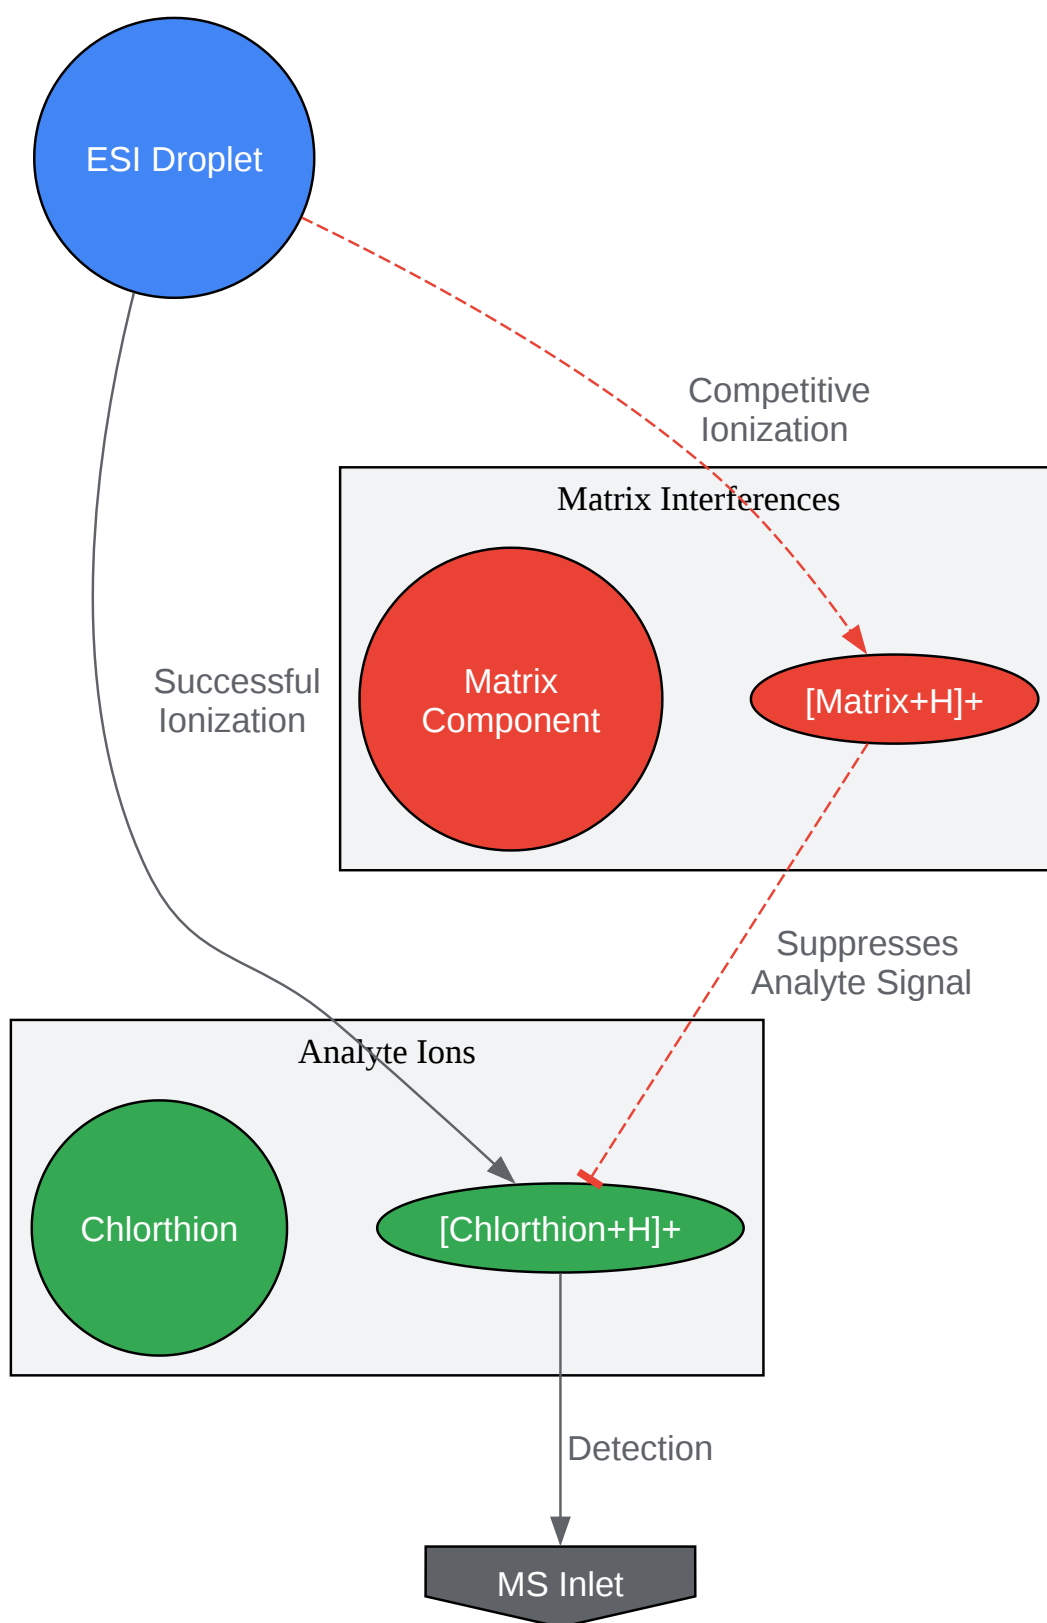 ESI Droplet
Competitive
Ionization
Matrix Interferences
Successful
Ionization
Matrix
Component
[Matrix+H]+
Suppresses
Analyte Signal
Analyte Ions
Chlorthion
[Chlorthion+H]+
Detection
MS Inlet